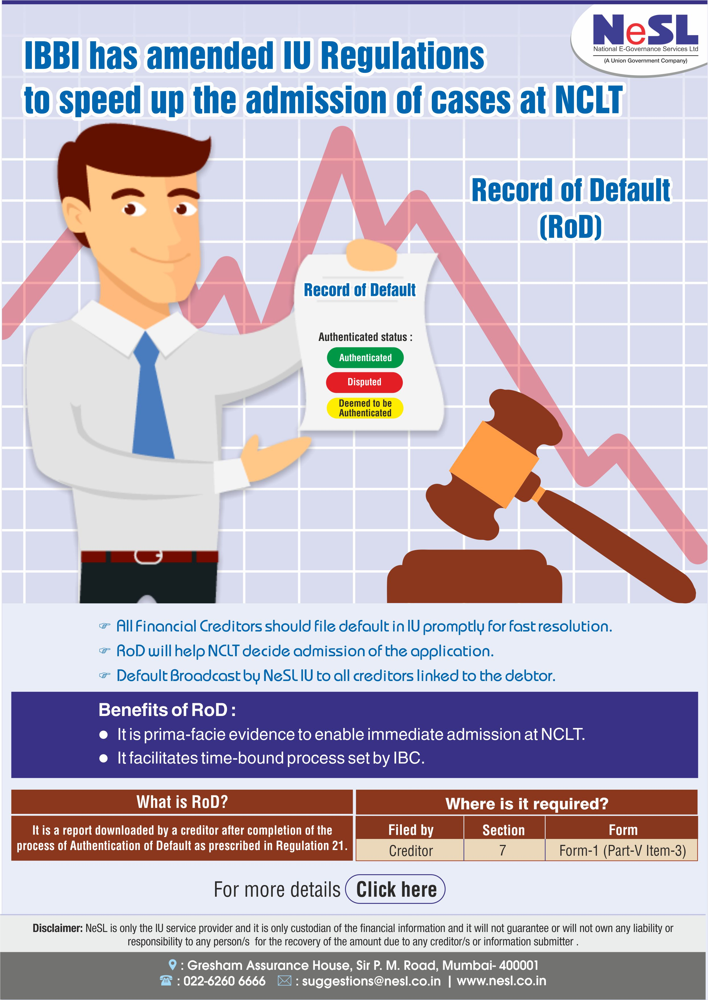 NeSL
National E-Governance Services Ltd
(A Union Government Company)
IBBI has amended IU Regulations
to speed up the admission of cases at NCLT
Record of Default
(RoD)
Record of Default
Authenticated status :
Authenticated
Disputed
Deemed to be
Authenticated
☞ All Financial Creditors should file default in IU promptly for fast resolution.
☞ RoD will help NCLT decide admission of the application.
☞ Default Broadcast by NeSL IU to all creditors linked to the debtor.
Benefits of RoD :
● It is prima-facie evidence to enable immediate admission at NCLT.
● It facilitates time-bound process set by IBC.
What is RoD?
It is a report downloaded by a creditor after completion of the
process of Authentication of Default as prescribed in Regulation 21.
Where is it required?
Filed by Section Form
Creditor 7 Form-1 (Part-V Item-3)
For more details Click here
Disclaimer: NeSL is only the IU service provider and it is only custodian of the financial information and it will not guarantee or will not own any liability or
responsibility to any person/s for the recovery of the amount due to any creditor/s or information submitter .
: Gresham Assurance House, Sir P. M. Road, Mumbai- 400001
: 022-6260 6666 : suggestions@nesl.co.in | www.nesl.co.in